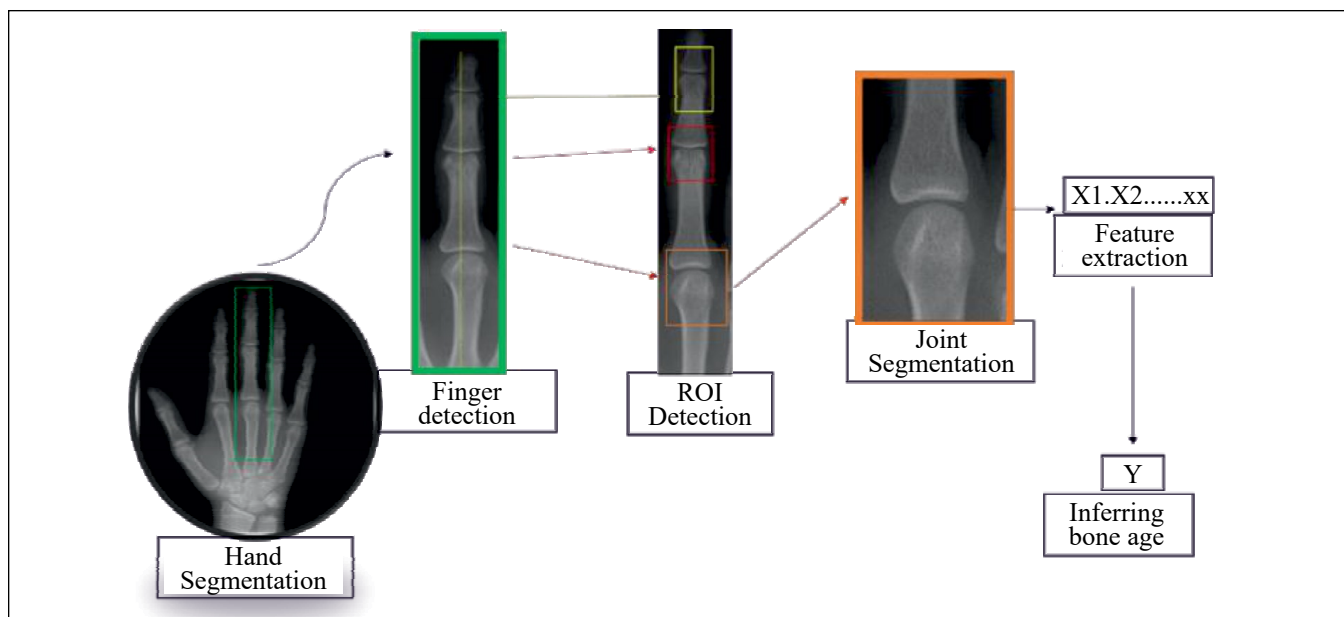 Hand
Segmentation
Finger
detection
ROI
Detection
Joint
Segmentation
X1.X2......xx
Feature
extraction
Y
Inferring
bone age